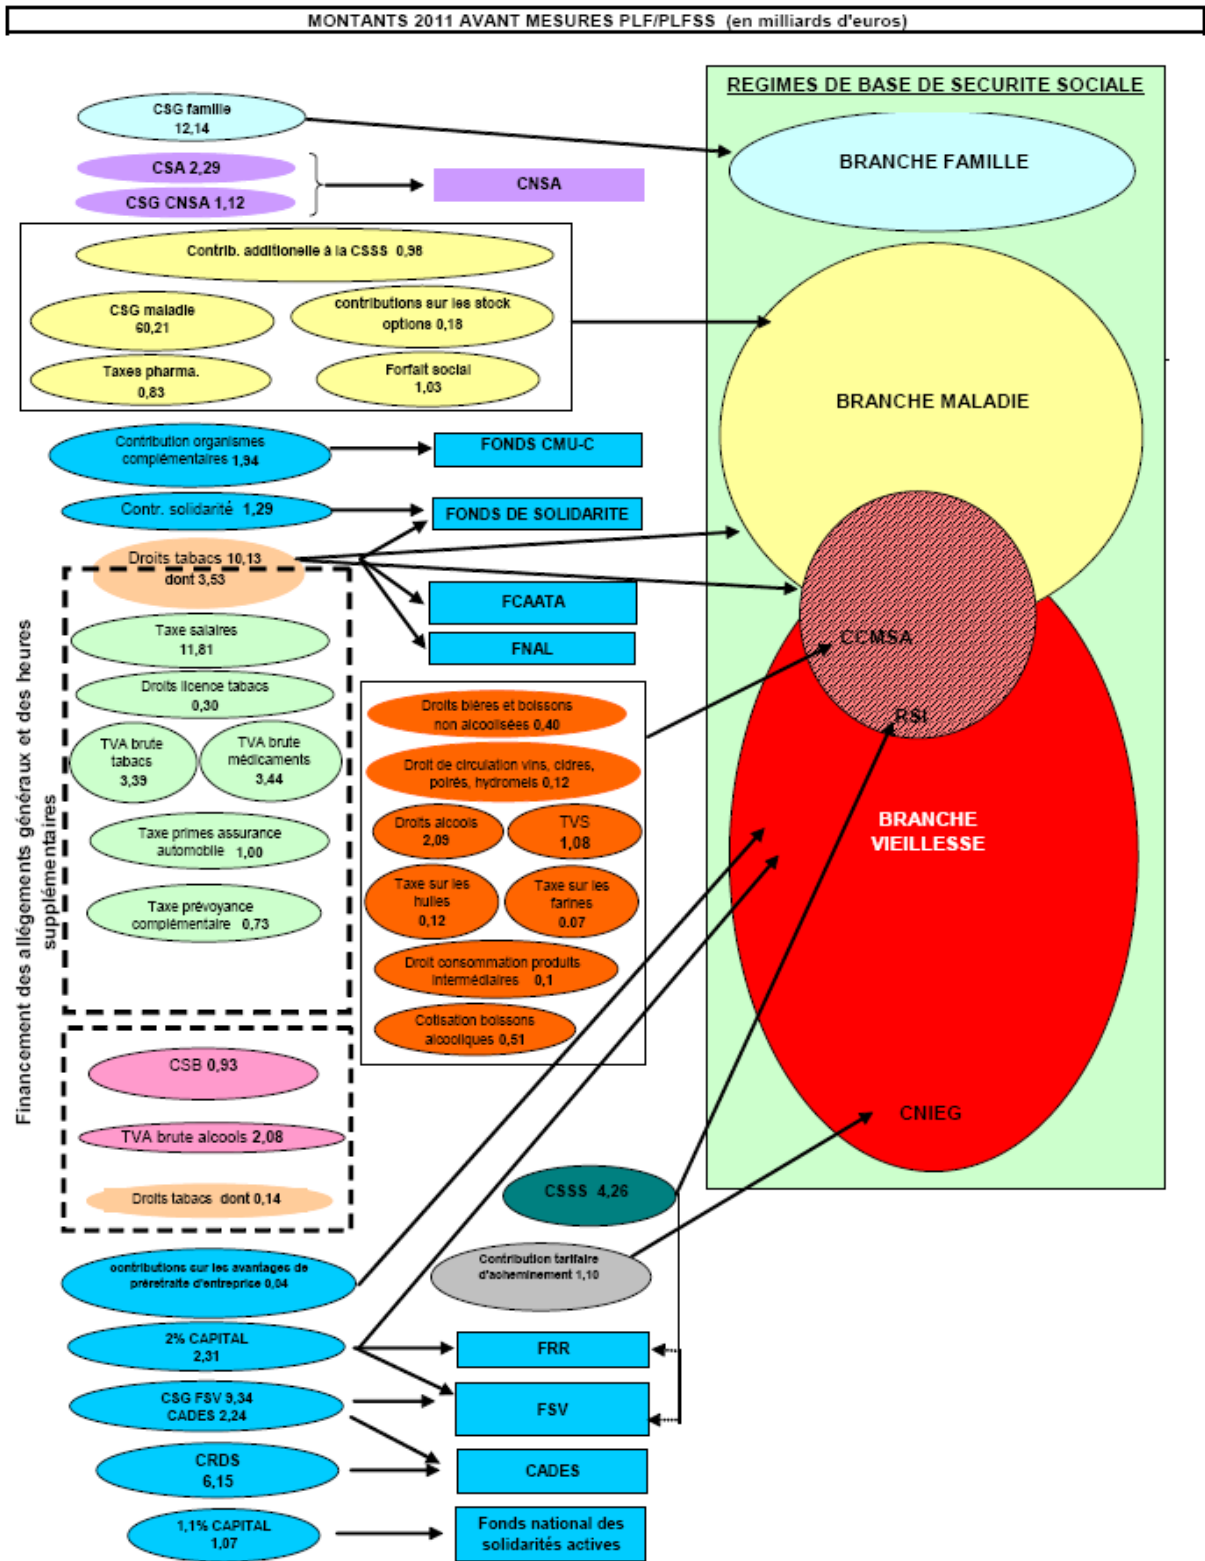 MONTANTS 2011 AVANT MESURES PLF/PLFSS (en milliards d'euros)
REGIMES DE BASE DE SECURITE SOCIALE
CSG famille
12,14
BRANCHE FAMILLE
CSA 2,29
CSG CNSA 1,12
CNSA
Contrib. additionelle à la CSSS 0,98
CSG maladie
60,21
contributions sur les stock
options 0,18
Taxes pharma.
0,83
Forfait social
1,03
BRANCHE MALADIE
Contribution organismes
complémentaires 1,94
FONDS CMU-C
Contr. solidarité 1,29
FONDS DE SOLIDARITE
Droits tabacs 10,13
dont 3,53
FCAATA
FNAL
Financement des allégements généraux et des heures
supplémentaires
Taxe salaires
11,81
Droits licence tabacs
0,30
TVA brute
tabacs
3,39
TVA brute
médicaments
3,44
Taxe primes assurance
automobile 1,00
Taxe prévoyance
complémentaire 0,73
Droits bières et boissons
non alcoolisées 0,40
Droit de circulation vins, cidres,
poirés, hydromels 0,12
Droits alcools
2,09
TVS
1,08
Taxe sur les
huiles
0,12
Taxe sur les
farines
0.07
Droit consommation produits
intermédiaires 0,1
Cotisation boissons
alcooliques 0,51
CCMSA
RSI
BRANCHE
VIEILLESSE
CNIEG
CSB 0,93
TVA brute alcools 2,08
Droits tabacs dont 0,14
CSSS 4,26
contributions sur les avantages de
préretraite d'entreprise 0,04
Contribution tarifaire
d'acheminement 1,10
2% CAPITAL
2,31
FRR
CSG FSV 9,34
CADES 2,24
FSV
CRDS
6,15
CADES
1,1% CAPITAL
1,07
Fonds national des
solidarités actives